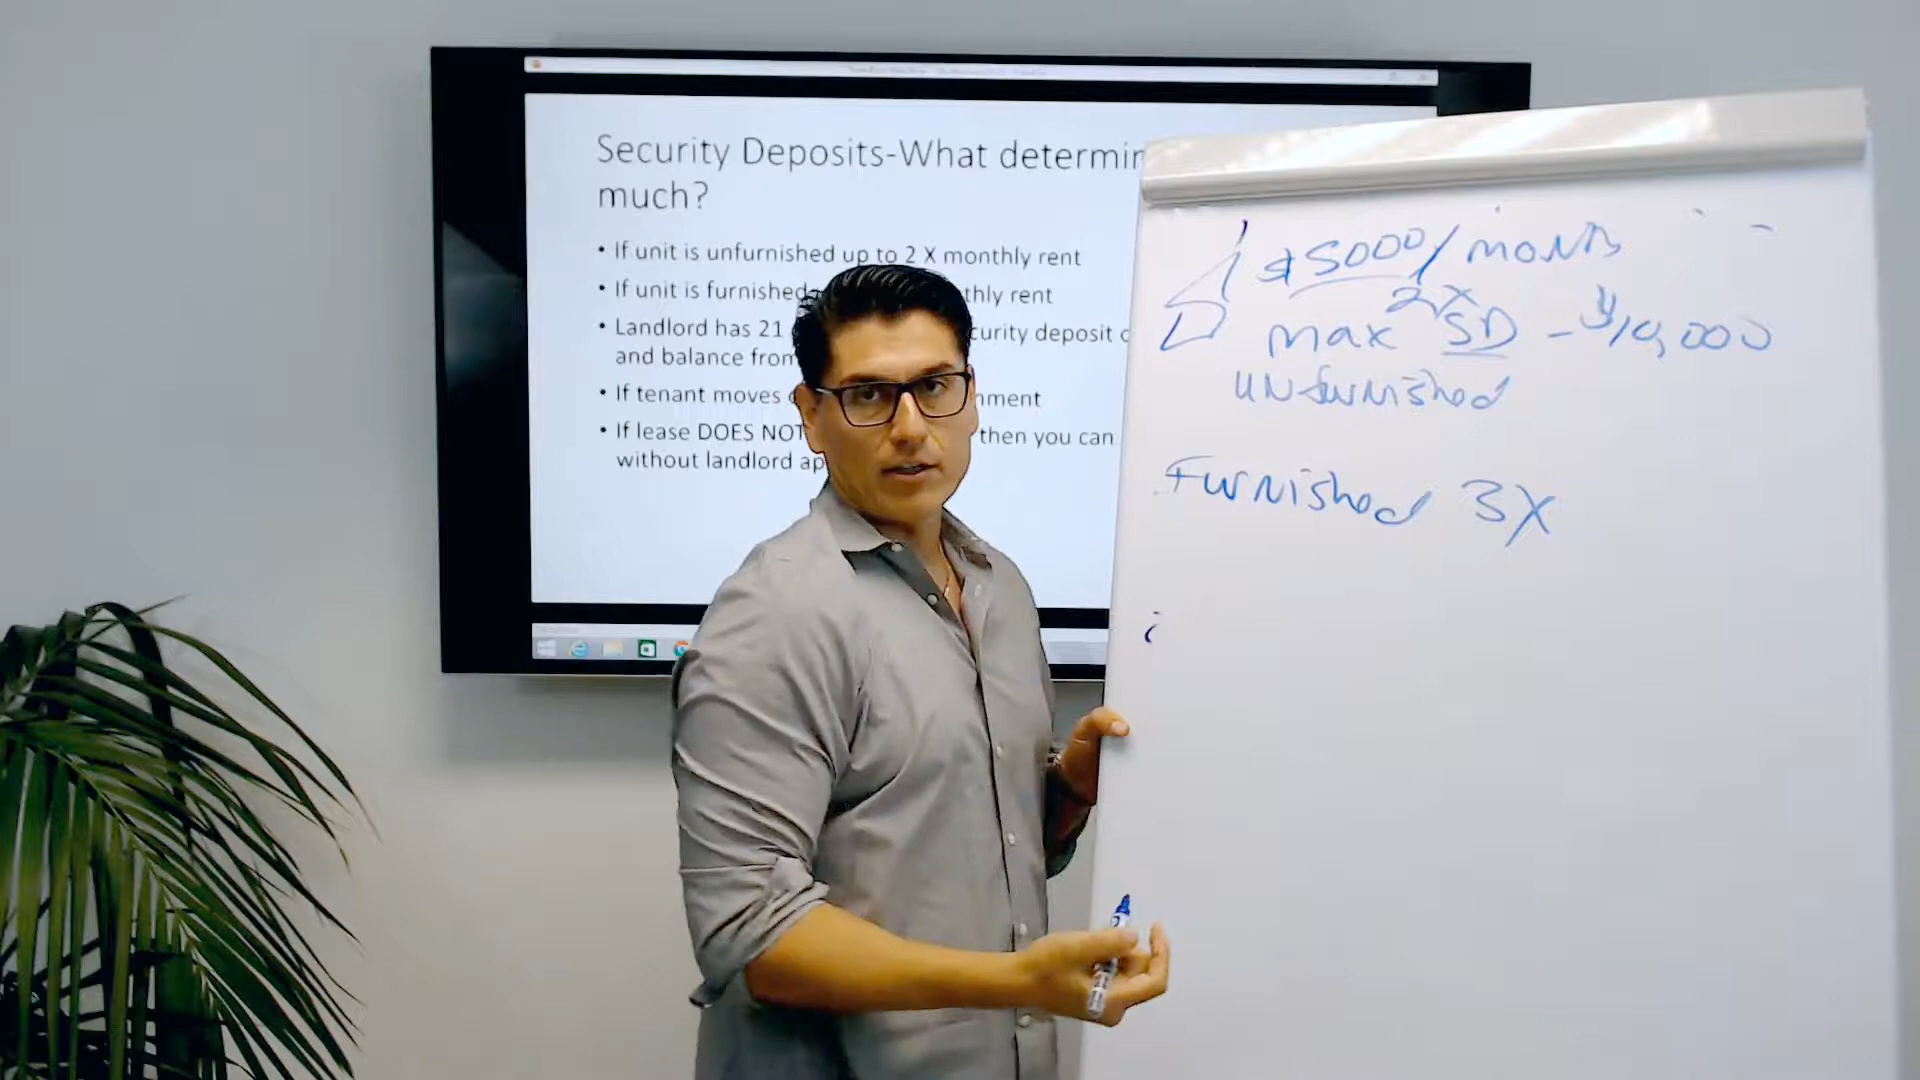 Security Deposits-What determin
much?
• If unit is unfurnished up to 2 X monthly rent
• If unit is furnished thly rent
• Landlord has 21 curity deposit
and balance from
• If tenant moves nment
• If lease DOES NOT then you can
without landlord ap
$5000/month
2X
max SD - $10,000
unfurnished
Furnished 3X